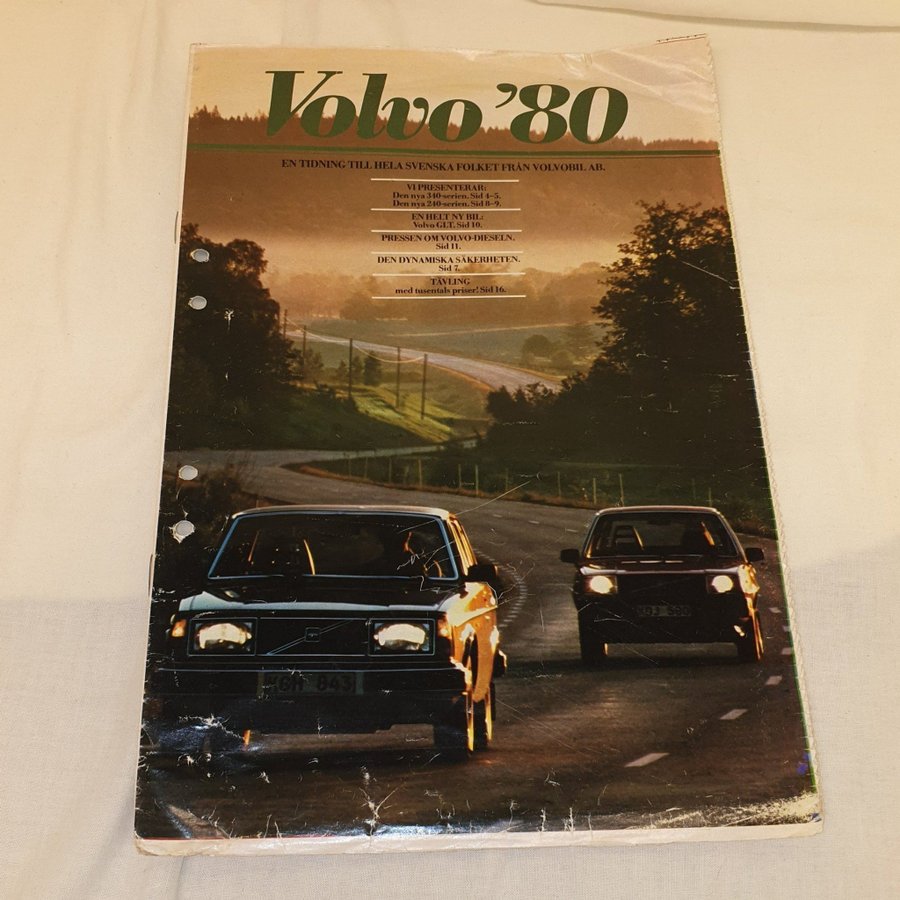 Volvo '80
EN TIDNING TILL HELA SVENSKA FOLKET FRÅN VOLVOBIL AB.
VI PRESENTERAR:
Den nya 340-serien. Sid 4–5.
Den nya 240-serien. Sid 8–9.
EN HELT NY BIL:
Volvo GLT. Sid 10.
PRESSEN OM VOLVO-DIESELN.
Sid 11.
DEN DYNAMISKA SÄKERHETEN.
Sid 7.
TÄVLING
med tusentals priser! Sid 16.